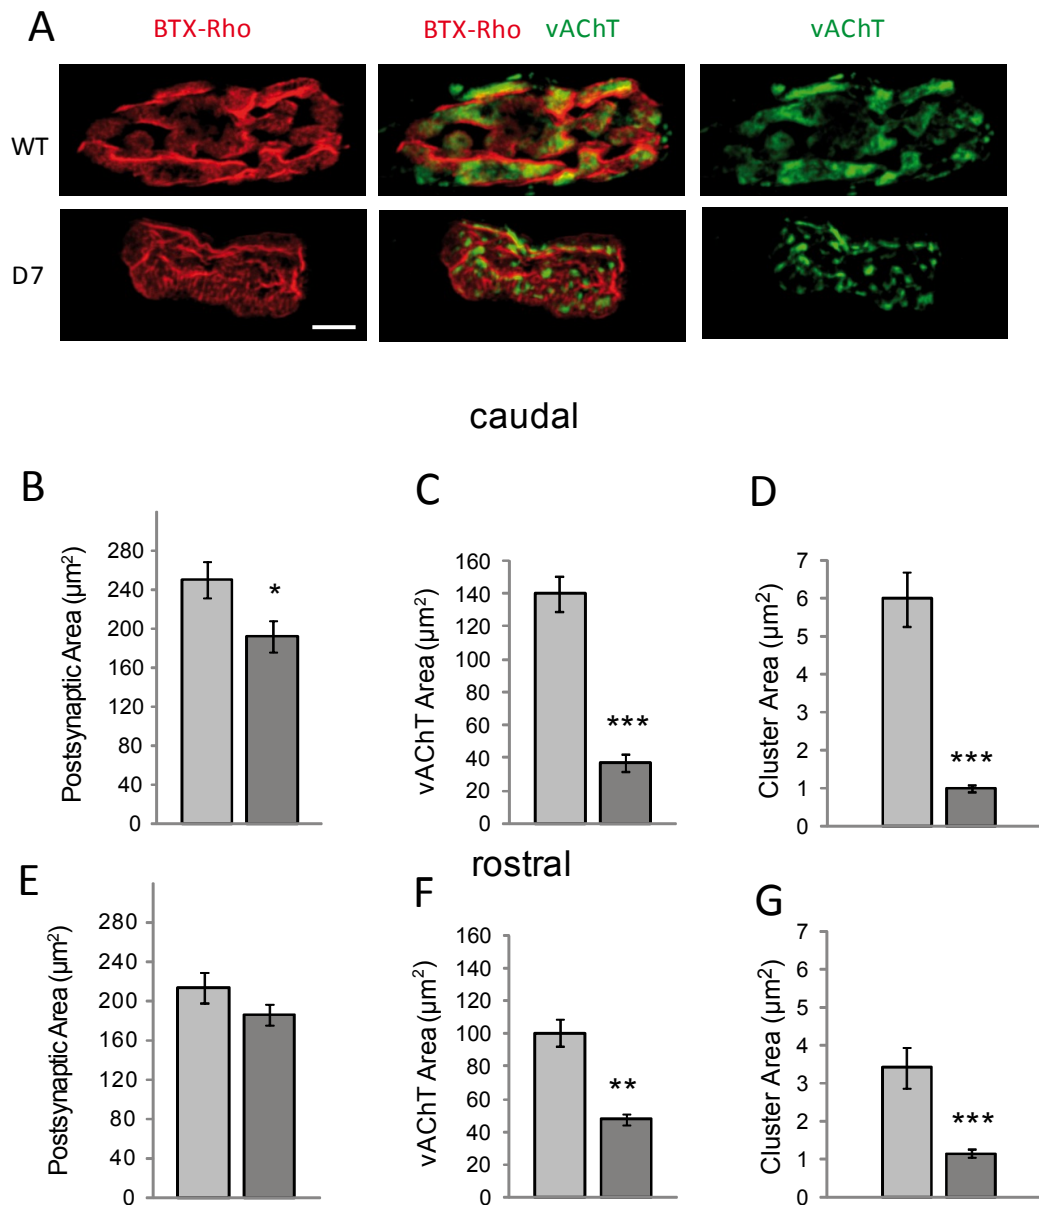 A
BTX-Rho
BTX-Rho vAChT
vAChT
WT
D7
caudal
B
Postsynaptic Area (µm²)
280
240
200
160
120
80
40
0
*
C
vAChT Area (µm²)
160
140
120
100
80
60
40
20
0
***
D
Cluster Area (µm²)
7
6
5
4
3
2
1
0
***
rostral
E
Postsynaptic Area (µm²)
280
240
200
160
120
80
40
0
F
vAChT Area (µm²)
160
140
120
100
80
60
40
20
0
**
G
Cluster Area (µm²)
7
6
5
4
3
2
1
0
***